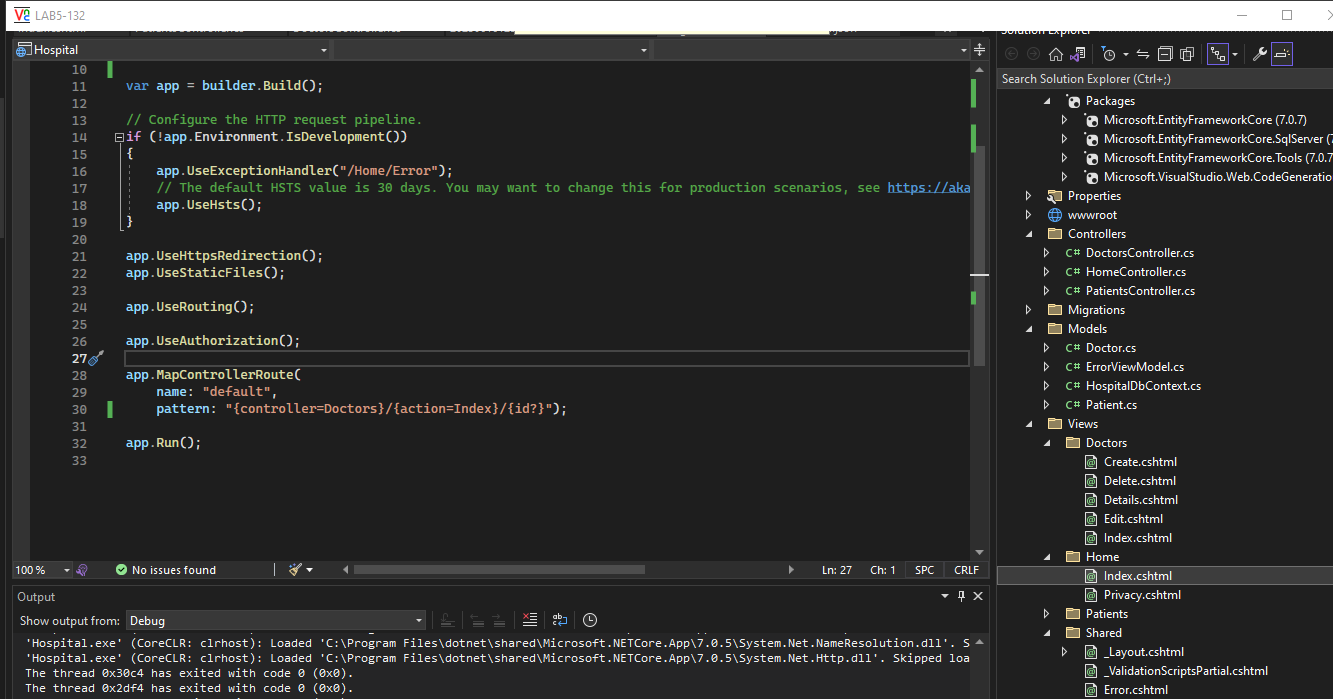 LAB5-132
Hospital
10
11 var app = builder.Build();
12
13 // Configure the HTTP request pipeline.
14 if (!app.Environment.IsDevelopment())
15 {
16 app.UseExceptionHandler("/Home/Error");
17 // The default HSTS value is 30 days. You may want to change this for production scenarios, see https://aka
18 app.UseHsts();
19 }
20
21 app.UseHttpsRedirection();
22 app.UseStaticFiles();
23
24 app.UseRouting();
25
26 app.UseAuthorization();
27
28 app.MapControllerRoute(
29 name: "default",
30 pattern: "{controller=Doctors}/{action=Index}/{id?}");
31
32 app.Run();
33
100 %
No issues found
Ln: 27 Ch: 1 SPC CRLF
Output
Show output from: Debug
'Hospital.exe' (CoreCLR: clrhost): Loaded 'C:\Program Files\dotnet\shared\Microsoft.NETCore.App\7.0.5\System.Net.NameResolution.dll'. S
'Hospital.exe' (CoreCLR: clrhost): Loaded 'C:\Program Files\dotnet\shared\Microsoft.NETCore.App\7.0.5\System.Net.Http.dll'. Skipped loa
The thread 0x30c4 has exited with code 0 (0x0).
The thread 0x2df4 has exited with code 0 (0x0).
Solution Explorer
Search Solution Explorer (Ctrl+;)
Packages
Microsoft.EntityFrameworkCore (7.0.7)
Microsoft.EntityFrameworkCore.SqlServer (7
Microsoft.EntityFrameworkCore.Tools (7.0.7
Microsoft.VisualStudio.Web.CodeGeneratio
Properties
wwwroot
Controllers
C# DoctorsController.cs
C# HomeController.cs
C# PatientsController.cs
Migrations
Models
C# Doctor.cs
C# ErrorViewModel.cs
C# HospitalDbContext.cs
C# Patient.cs
Views
Doctors
Create.cshtml
Delete.cshtml
Details.cshtml
Edit.cshtml
Index.cshtml
Home
Index.cshtml
Privacy.cshtml
Patients
Shared
_Layout.cshtml
_ValidationScriptsPartial.cshtml
Error.cshtml